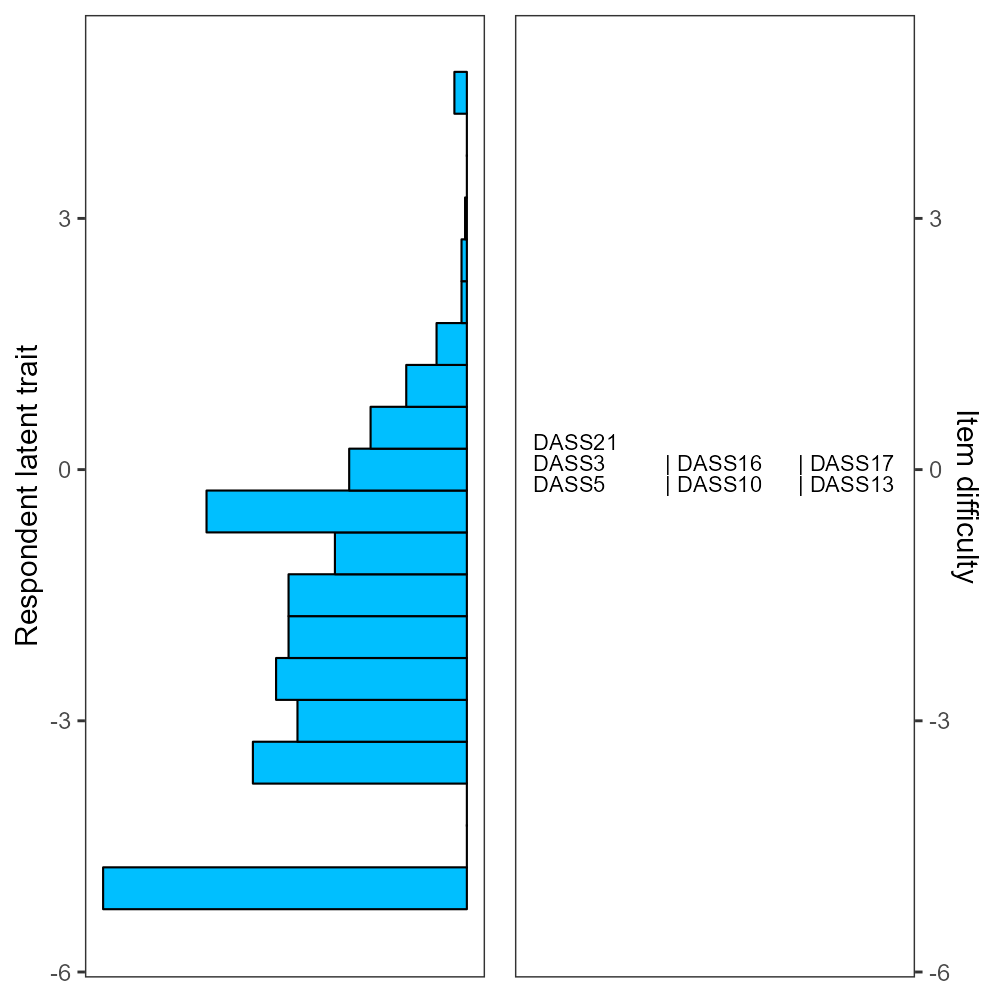 Respondent latent trait
3
0
-3
-6
DASS21
DASS3 | DASS16 | DASS17
DASS5 | DASS10 | DASS13
3
0
-3
-6
Item difficulty